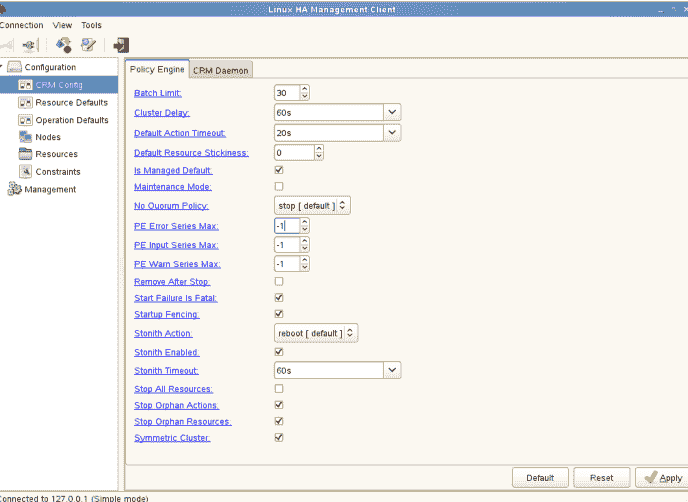 Linux HA Management Client
Connection View Tools
Configuration
CRM Config
Resource Defaults
Operation Defaults
Nodes
Resources
Constraints
Management
Policy Engine CRM Daemon
Batch Limit: 30
Cluster Delay: 60s
Default Action Timeout: 20s
Default Resource Stickiness: 0
Is Managed Default:
Maintenance Mode:
No Quorum Policy: stop [ default ]
PE Error Series Max: -1
PE Input Series Max: -1
PE Warn Series Max: -1
Remove After Stop:
Start Failure Is Fatal:
Startup Fencing:
Stonith Action: reboot [ default ]
Stonith Enabled:
Stonith Timeout: 60s
Stop All Resources:
Stop Orphan Actions:
Stop Orphan Resources:
Symmetric Cluster:
Default Reset Apply
Connected to 127.0.0.1 (Simple mode)